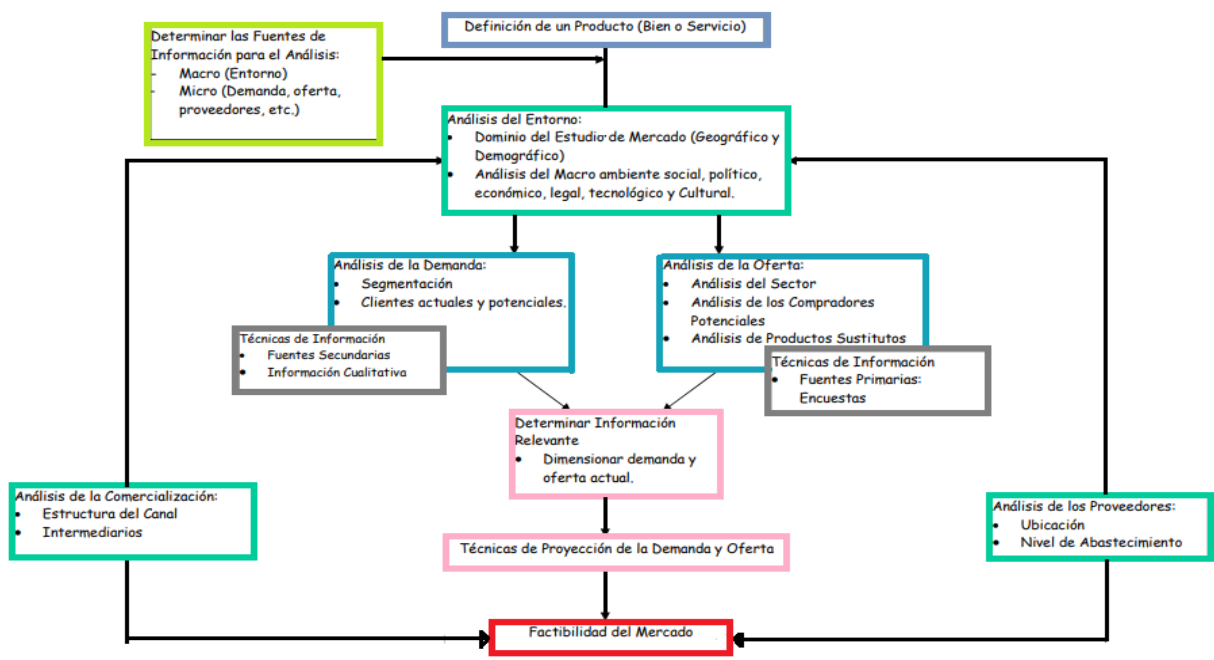 Definición de un Producto (Bien o Servicio)
Determinar las Fuentes de
Información para el Análisis:
- Macro (Entorno)
- Micro (Demanda, oferta,
proveedores, etc.)
Análisis del Entorno:
• Dominio del Estudio de Mercado (Geográfico y
Demográfico)
• Análisis del Macro ambiente social, político,
económico, legal, tecnológico y Cultural.
Análisis de la Demanda:
• Segmentación
• Clientes actuales y potenciales.
Técnicas de Información
• Fuentes Secundarias
• Información Cualitativa
Análisis de la Oferta:
• Análisis del Sector
• Análisis de los Compradores
Potenciales
• Análisis de Productos Sustitutos
Técnicas de Información
• Fuentes Primarias:
Encuestas
Determinar Información
Relevante
• Dimensionar demanda y
oferta actual.
Análisis de la Comercialización:
• Estructura del Canal
• Intermediarios
Análisis de los Proveedores:
• Ubicación
• Nivel de Abastecimiento
Técnicas de Proyección de la Demanda y Oferta
Factibilidad del Mercado